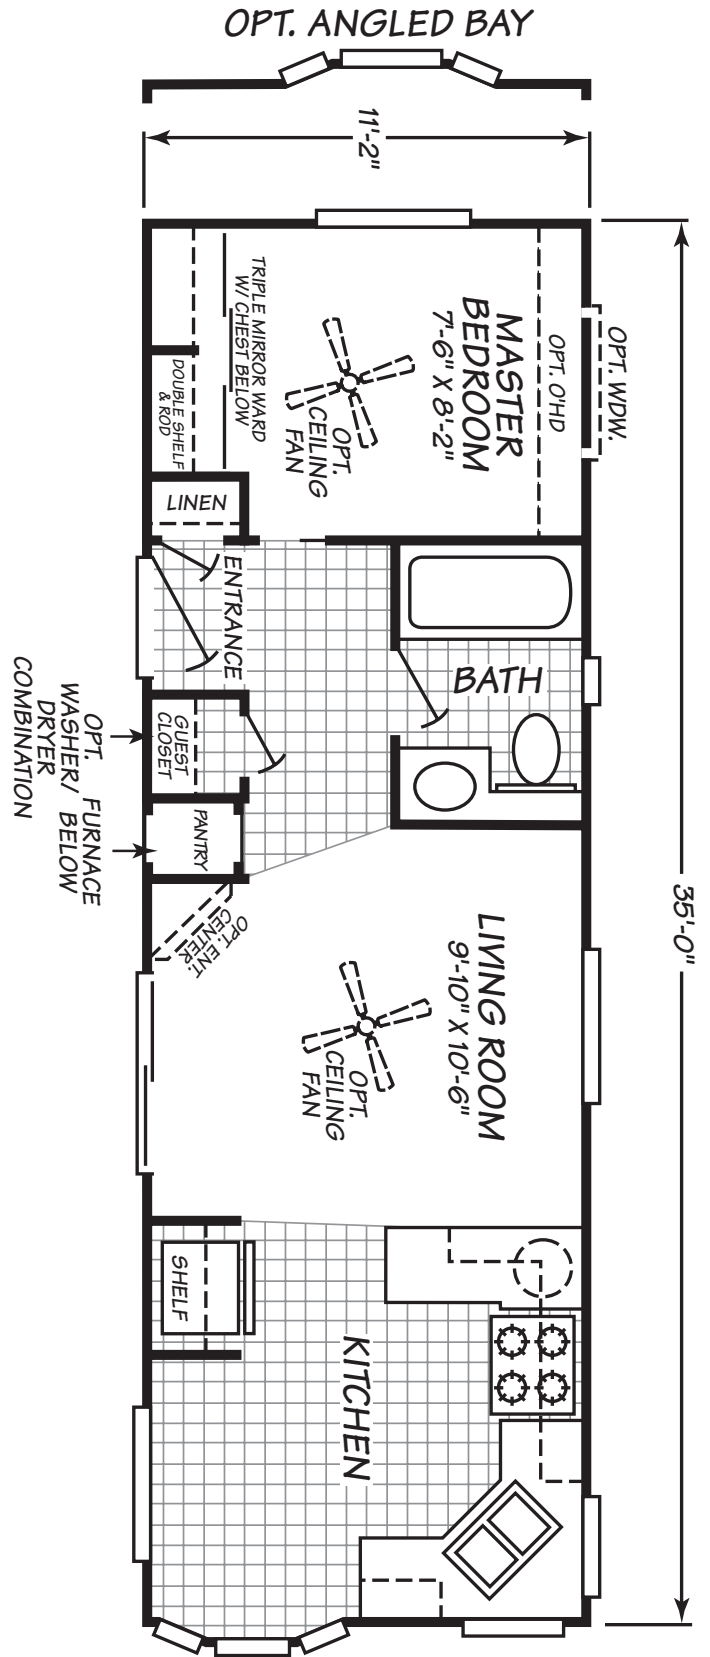 OPT. ANGLED BAY
11'-2"
OPT. WDW.
OPT. O'HD
MASTER
BEDROOM
7'-6" X 8'-2"
TRIPLE MIRROR WARD
W/ CHEST BELOW
DOUBLE SHELF
& ROD
OPT.
CEILING
FAN
LINEN
ENTRANCE
BATH
GUEST
CLOSET
OPT.
WASHER/
DRYER
COMBINATION
FURNACE
BELOW
PANTRY
OPT. ENT.
CENTER
35'-0"
LIVING ROOM
9'-10" X 10'-6"
OPT.
CEILING
FAN
SHELF
KITCHEN